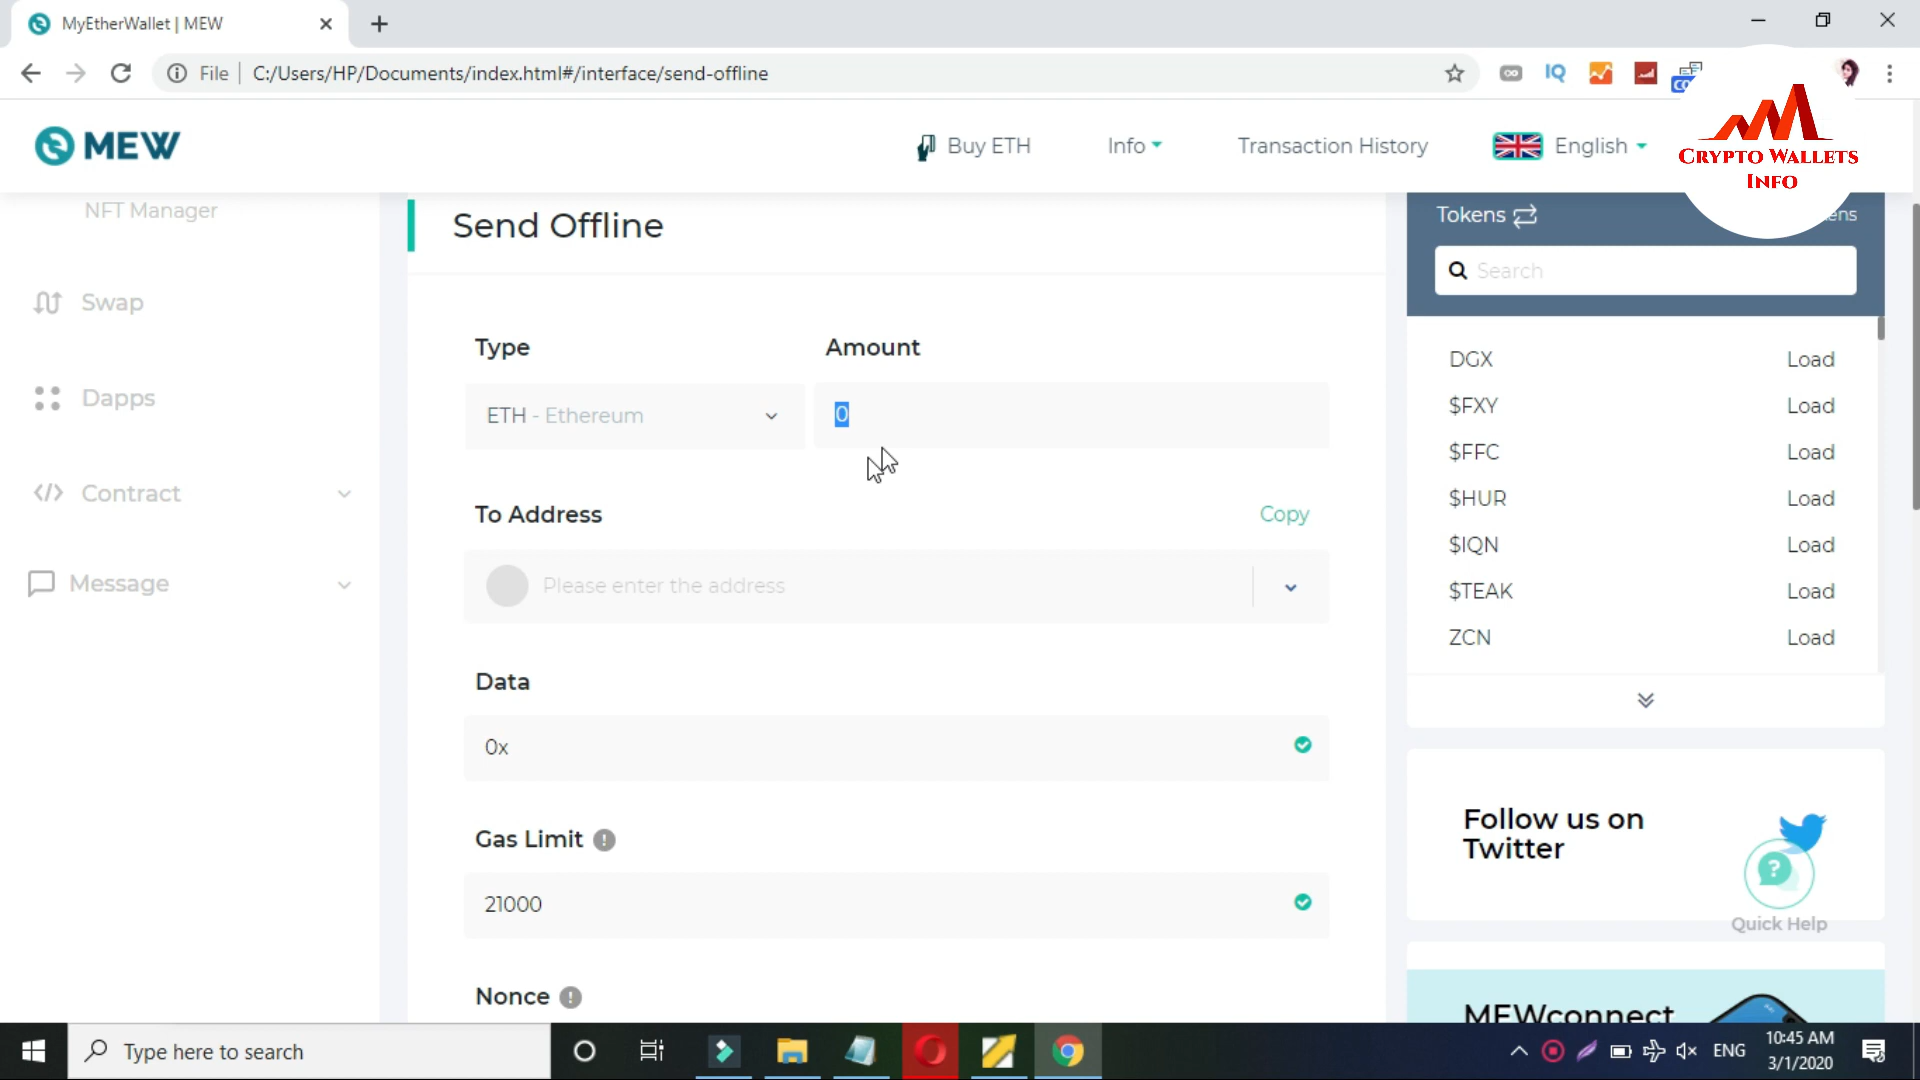 MyEtherWallet | MEW
File | C:/Users/HP/Documents/index.html#/interface/send-offline
IQ
MEW
Buy ETH
Info
Transaction History
English
CRYPTO WALLETS
INFO
NFT Manager
Swap
Dapps
Contract
Message
Send Offline
Type
Amount
ETH - Ethereum
0
To Address
Copy
Please enter the address
Data
0x
Gas Limit
21000
Nonce
Tokens
Search
DGX Load
$FXY Load
$FFC Load
$HUR Load
$IQN Load
$TEAK Load
ZCN Load
Follow us on
Twitter
Quick Help
MEWconnect
Type here to search
ENG
10:45 AM
3/1/2020